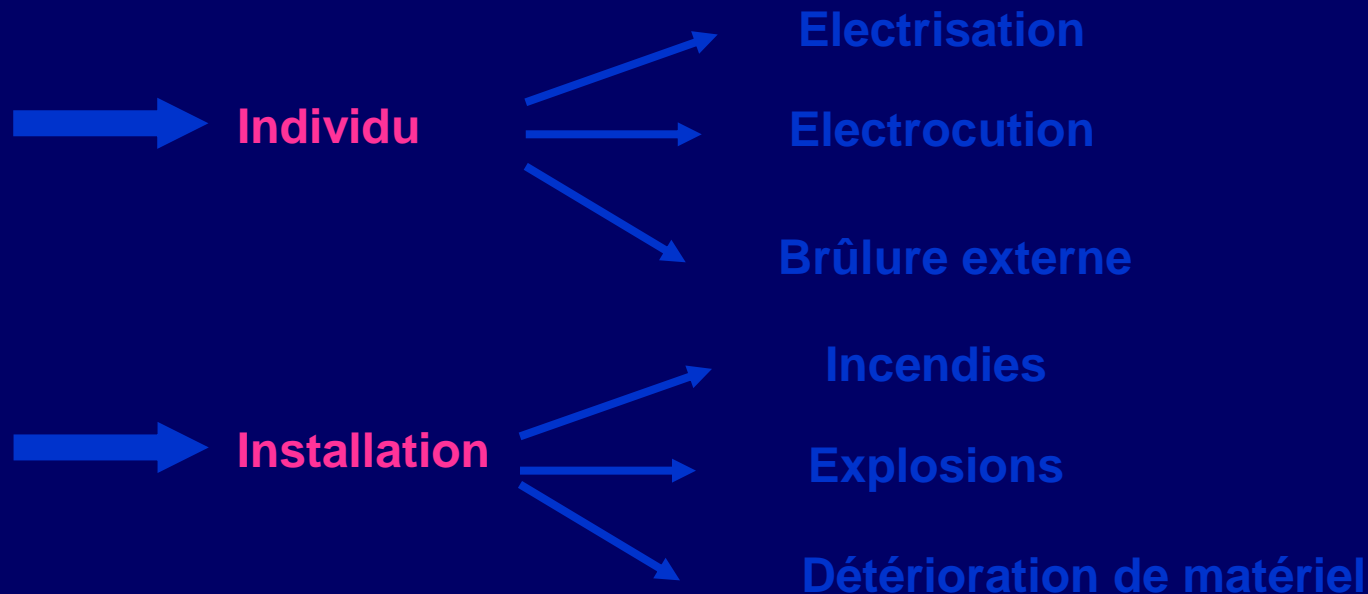 Electrisation
Individu
Electrocution
Brûlure externe
Incendies
Installation
Explosions
Détérioration de matériel